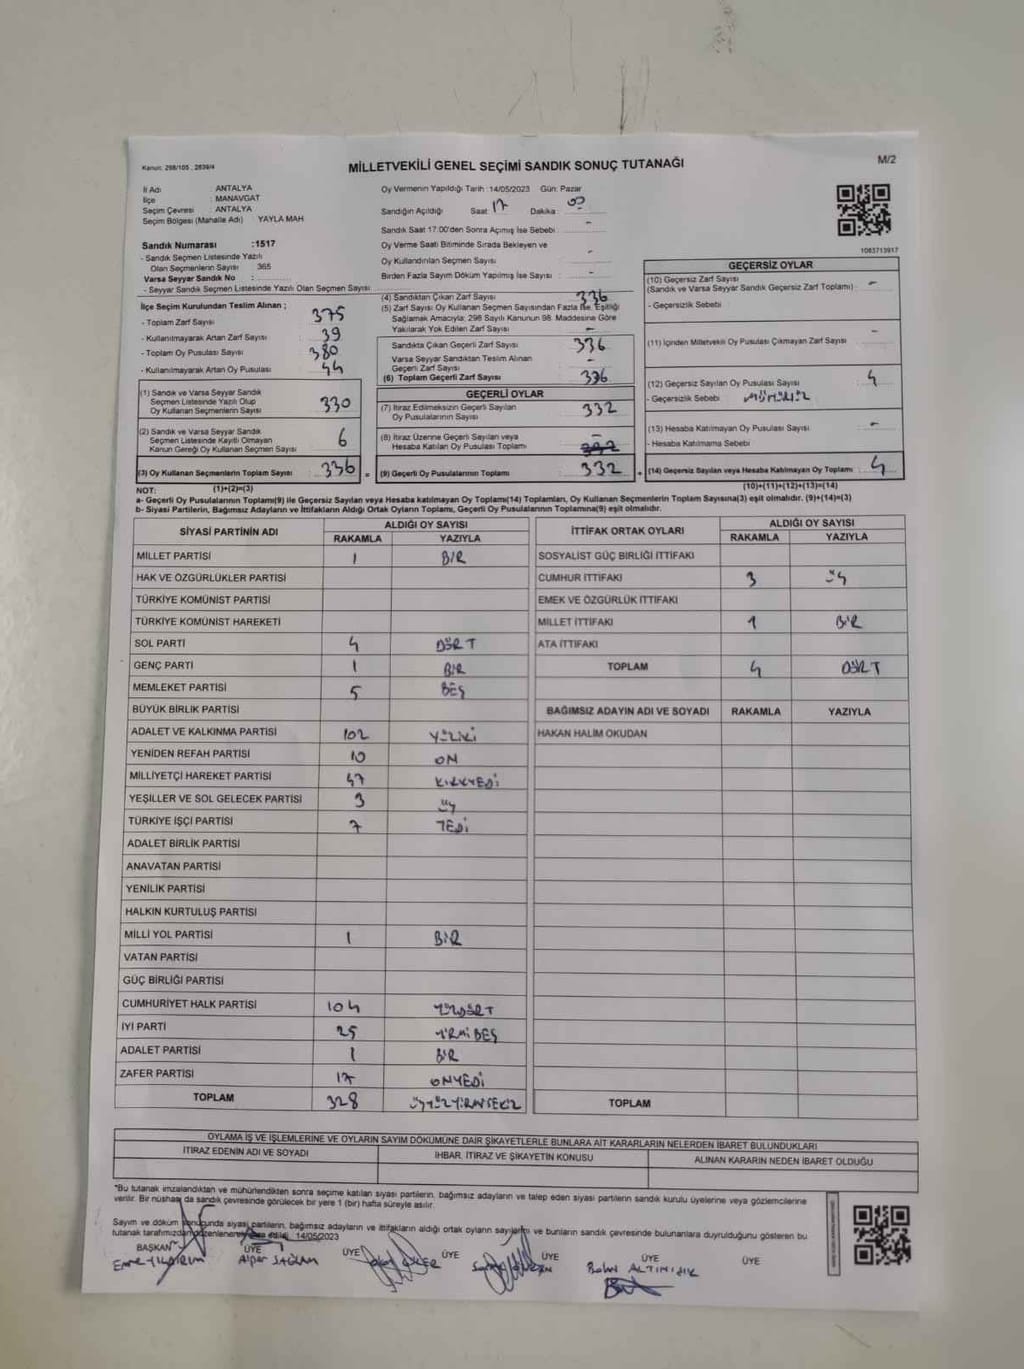 Kanun: 298/105 , 2839/4
MİLLETVEKİLİ GENEL SEÇİMİ SANDIK SONUÇ TUTANAĞI
M/2
İl Adı : ANTALYA
İlçe : MANAVGAT
Seçim Çevresi : ANTALYA
Seçim Bölgesi (Mahalle Adı) YAYLA MAH
Sandık Numarası :1517
- Sandık Seçmen Listesinde Yazılı
Olan Seçmenlerin Sayısı 365
Varsa Seyyar Sandık No :
- Seyyar Sandık Seçmen Listesinde Yazılı Olan Seçmen Sayısı
Oy Vermenin Yapıldığı Tarih :14/05/2023 Gün: Pazar
Sandığın Açıldığı Saat: 17 Dakika:
Sandık Saat 17:00'den Sonra Açımış İse Sebebi : -
Oy Verme Saati Bitiminde Sırada Bekleyen ve
Oy Kullandırılan Seçmen Sayısı : -
Birden Fazla Sayım Döküm Yapılmış İse Sayısı : -
1083713917
İlçe Seçim Kurulundan Teslim Alınan ;
- Toplam Zarf Sayısı 375
- Kullanılmayarak Artan Zarf Sayısı : 39
- Toplam Oy Pusulası Sayısı : 380
- Kullanılmayarak Artan Oy Pusulası : 44
(1) Sandık ve Varsa Seyyar Sandık
Seçmen Listesinde Yazılı Olup
Oy Kullanan Seçmenlerin Sayısı 330
(2) Sandık ve Varsa Seyyar Sandık
Seçmen Listesinde Kayıtlı Olmayan
Kanun Gereği Oy Kullanan Seçmen Sayısı 6
(3) Oy Kullanan Seçmenlerin Toplam Sayısı : 336
(4) Sandıktan Çıkan Zarf Sayısı 336
(5) Zarf Sayısı Oy Kullanan Seçmen Sayısından Fazla İse, Eşitliği
Sağlamak Amacıyla; 298 Sayılı Kanunun 98. Maddesine Göre
Yakılarak Yok Edilen Zarf Sayısı -
Sandıkta Çıkan Geçerli Zarf Sayısı 336
Varsa Seyyar Sandıktan Teslim Alınan
Geçerli Zarf Sayısı -
(6) Toplam Geçerli Zarf Sayısı 336
GEÇERLİ OYLAR
(7) İtiraz Edilmeksizin Geçerli Sayılan
Oy Pusulalarının Sayısı 332
(8) İtiraz Üzerine Geçerli Sayılan veya
Hesaba Katılan Oy Pusulası Toplamı -
= (9) Geçerli Oy Pusulalarının Toplamı : 332
GEÇERSİZ OYLAR
(10) Geçersiz Zarf Sayısı
(Sandık ve Varsa Seyyar Sandık Geçersiz Zarf Toplamı) : -
- Geçersizlik Sebebi
(11) İçinden Milletvekili Oy Pusulası Çıkmayan Zarf Sayısı -
(12) Geçersiz Sayılan Oy Pusulası Sayısı 4
- Geçersizlik Sebebi : MÜHÜRSÜZ
(13) Hesaba Katılmayan Oy Pusulası Sayısı -
- Hesaba Katılmama Sebebi
+ (14) Geçersiz Sayılan veya Hesaba Katılmayan Oy Toplamı : 4
NOT: (1)+(2)=(3) (10)+(11)+(12)+(13)=(14)
a- Geçerli Oy Pusulalarının Toplamı(9) ile Geçersiz Sayılan veya Hesaba katılmayan Oy Toplamı(14) Toplamları, Oy Kullanan Seçmenlerin Toplam Sayısına(3) eşit olmalıdır. (9)+(14)=(3)
b- Siyasi Partilerin, Bağımsız Adayların ve İttifakların Aldığı Ortak Oyların Toplamı, Geçerli Oy Pusulalarının Toplamına(9) eşit olmalıdır.
SİYASİ PARTİNİN ADI ALDIĞI OY SAYISI
RAKAMLA YAZIYLA
MİLLET PARTİSİ 1 BİR
HAK VE ÖZGÜRLÜKLER PARTİSİ
TÜRKİYE KOMÜNİST PARTİSİ
TÜRKİYE KOMÜNİST HAREKETİ
SOL PARTİ 4 DÖRT
GENÇ PARTİ 1 BİR
MEMLEKET PARTİSİ 5 BEŞ
BÜYÜK BİRLİK PARTİSİ
ADALET VE KALKINMA PARTİSİ 102 YÜZİKİ
YENİDEN REFAH PARTİSİ 10 ON
MİLLİYETÇİ HAREKET PARTİSİ 47 KIRKYEDİ
YEŞİLLER VE SOL GELECEK PARTİSİ 3 ÜÇ
TÜRKİYE İŞÇİ PARTİSİ 7 YEDİ
ADALET BİRLİK PARTİSİ
ANAVATAN PARTİSİ
YENİLİK PARTİSİ
HALKIN KURTULUŞ PARTİSİ
MİLLİ YOL PARTİSİ 1 BİR
VATAN PARTİSİ
GÜÇ BİRLİĞİ PARTİSİ
CUMHURİYET HALK PARTİSİ 104 YÜZDÖRT
İYİ PARTİ 25 YİRMİBEŞ
ADALET PARTİSİ 1 BİR
ZAFER PARTİSİ 17 ONYEDİ
TOPLAM 328 ÜÇYÜZYİRMİSEKİZ
İTTİFAK ORTAK OYLARI ALDIĞI OY SAYISI
RAKAMLA YAZIYLA
SOSYALİST GÜÇ BİRLİĞİ İTTİFAKI
CUMHUR İTTİFAKI 3 ÜÇ
EMEK VE ÖZGÜRLÜK İTTİFAKI
MİLLET İTTİFAKI 1 BİR
ATA İTTİFAKI
TOPLAM 4 DÖRT
BAĞIMSIZ ADAYIN ADI VE SOYADI RAKAMLA YAZIYLA
HAKAN HALİM OKUDAN
TOPLAM
OYLAMA İŞ VE İŞLEMLERİNE VE OYLARIN SAYIM DÖKÜMÜNE DAİR ŞİKAYETLERLE BUNLARA AİT KARARLARIN NELERDEN İBARET BULUNDUKLARI
İTİRAZ EDENİN ADI VE SOYADI İHBAR, İTİRAZ VE ŞİKAYETİN KONUSU ALINAN KARARIN NEDEN İBARET OLDUĞU
"Bu tutanak imzalandıktan ve mühürlendikten sonra seçime katılan siyasi partilerin, bağımsız adayların ve talep eden siyasi partilerin sandık kurulu üyelerine veya gözlemcilerine
verilir. Bir nüshası da sandık çevresinde görülecek bir yere 1 (bir) hafta süreyle asılır.
Sayım ve döküm sonucunda siyasi partilerin, bağımsız adayların ve ittifakların aldığı ortak oyların sayılarını ve bunların sandık çevresinde bulunanlara duyrulduğunu gösteren bu
tutanak tarafımızdan düzenlenerek edildi. 14/05/2023
BAŞKAN ÜYE ÜYE ÜYE ÜYE ÜYE ÜYE
Emre YILDIRIM Alper SAĞLAM